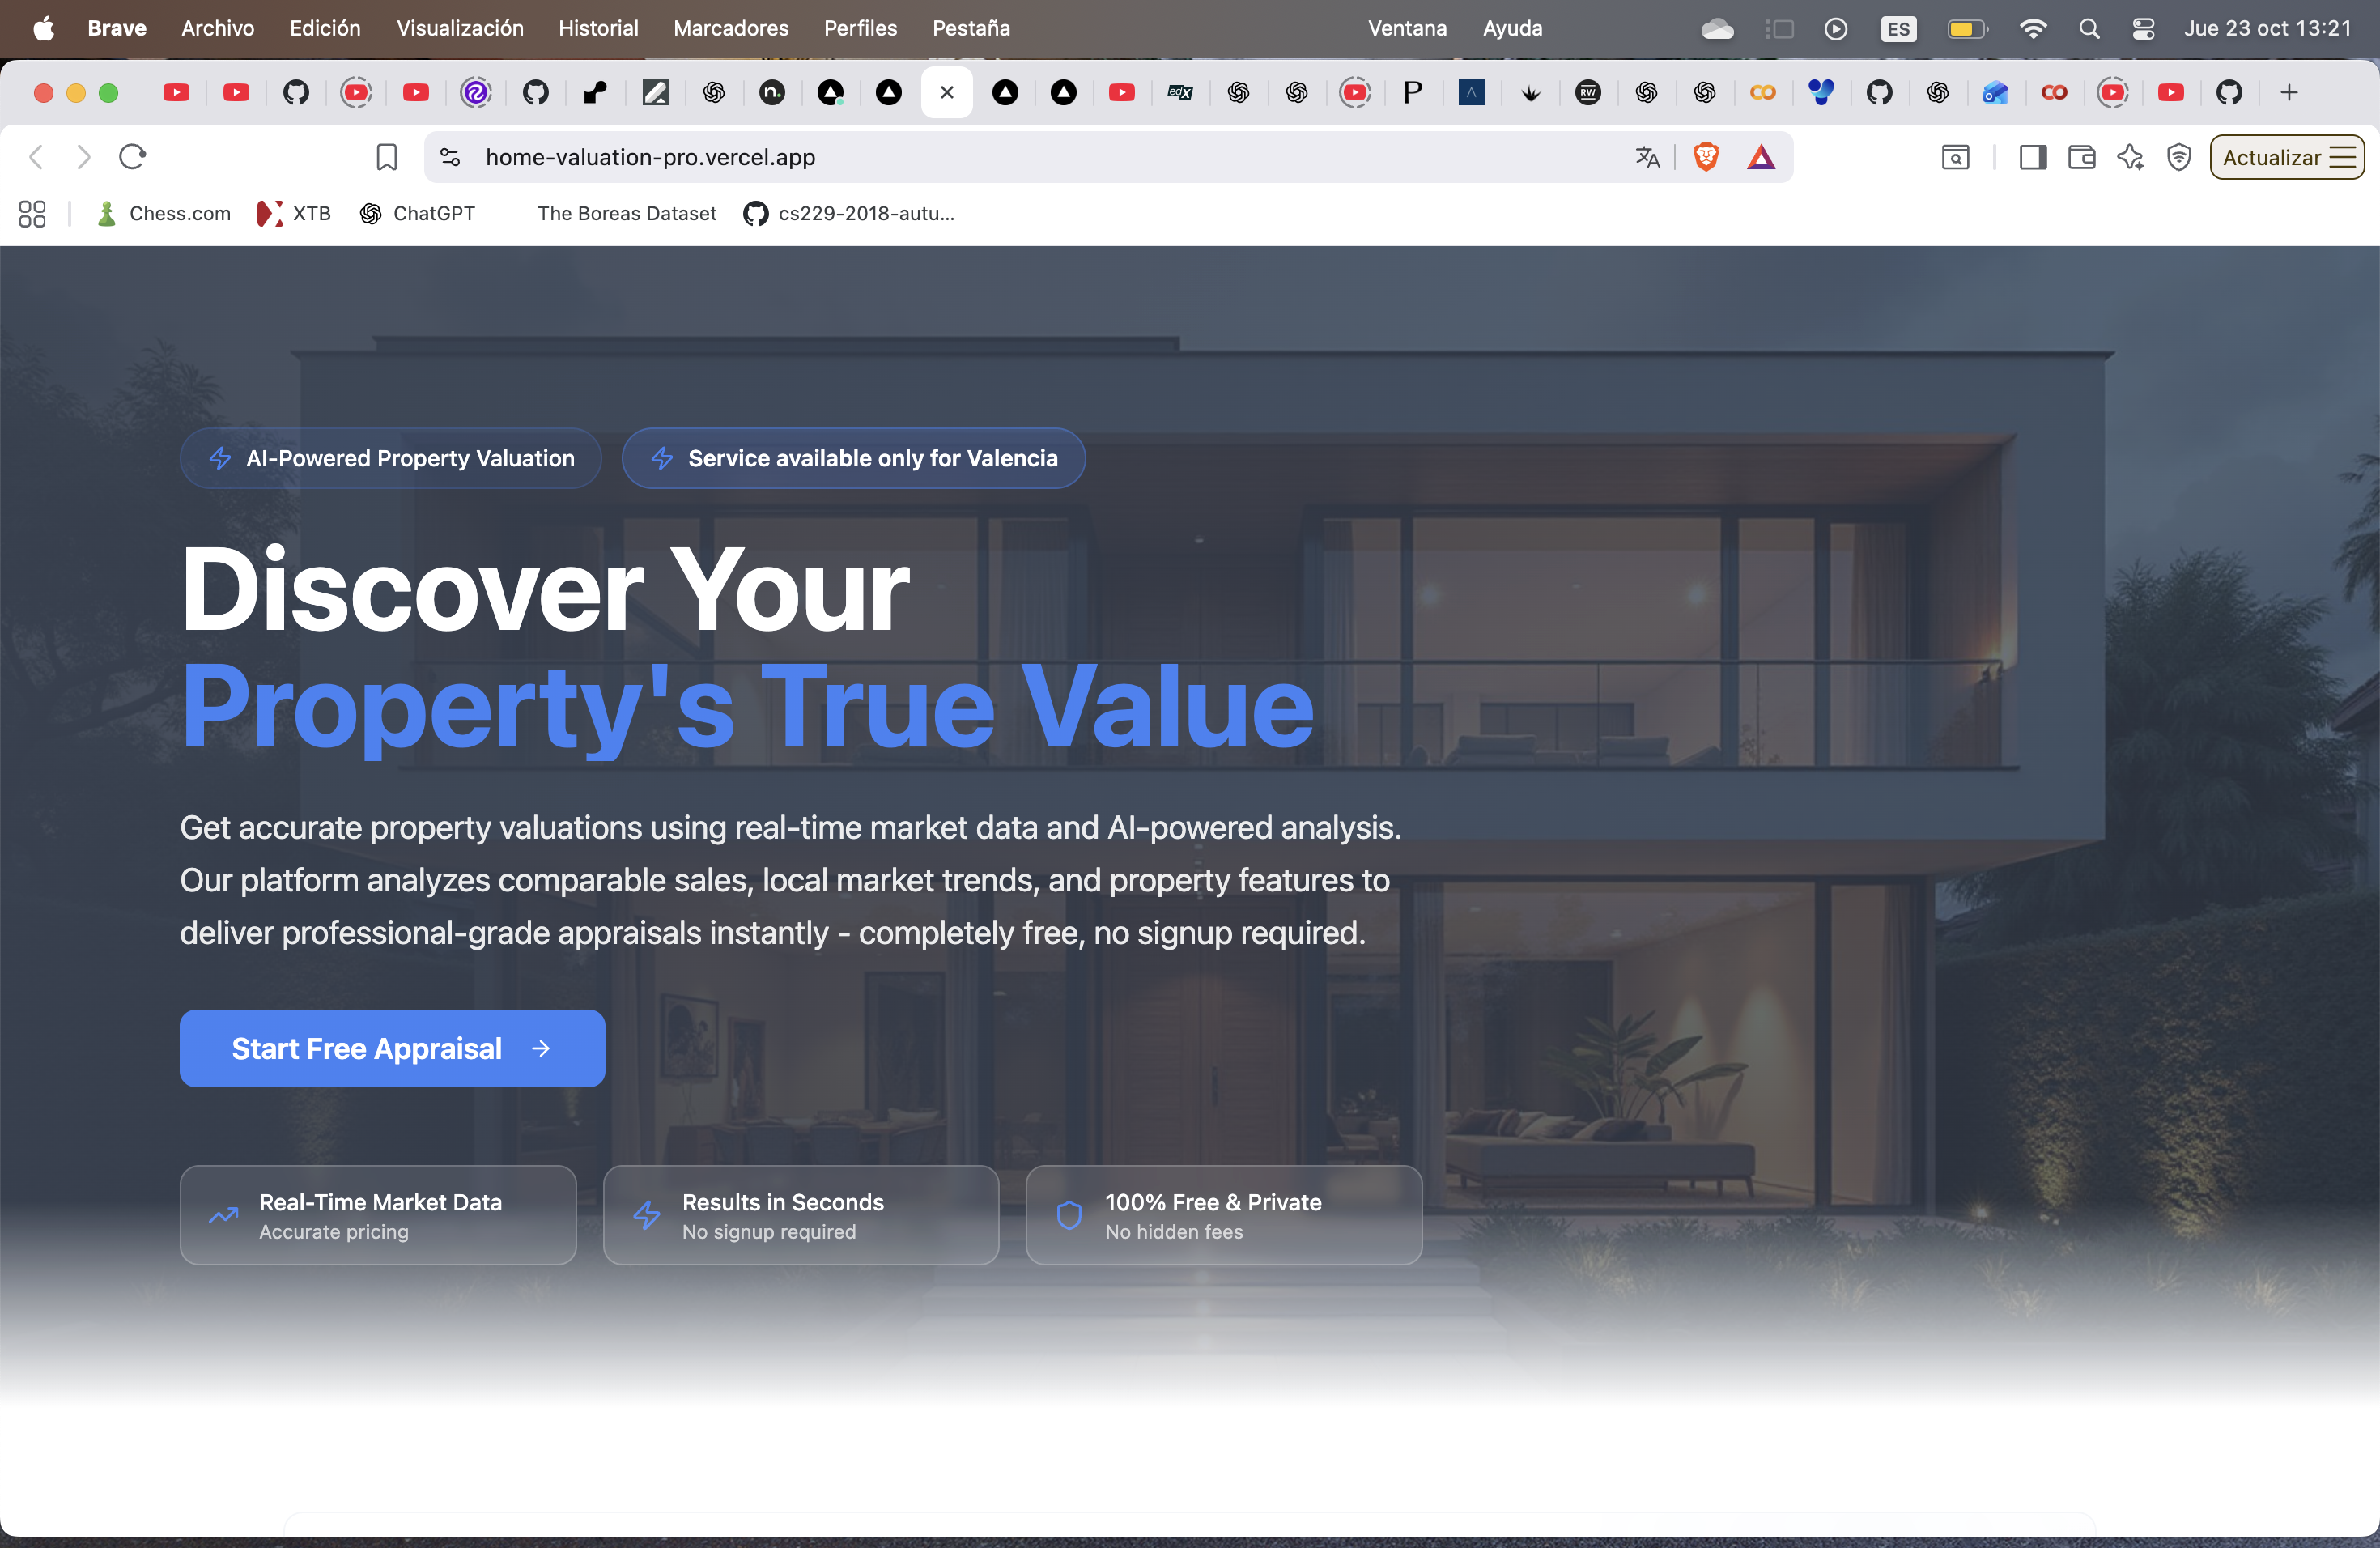 Brave Archivo Edición Visualización Historial Marcadores Perfiles Pestaña Ventana Ayuda ES Jue 23 oct 13:21
n. edX P RW
home-valuation-pro.vercel.app
Actualizar
Chess.com XTB ChatGPT The Boreas Dataset cs229-2018-autu...
AI-Powered Property Valuation
Service available only for Valencia
Discover Your
Property's True Value
Get accurate property valuations using real-time market data and AI-powered analysis.
Our platform analyzes comparable sales, local market trends, and property features to
deliver professional-grade appraisals instantly - completely free, no signup required.
Start Free Appraisal
Real-Time Market Data
Accurate pricing
Results in Seconds
No signup required
100% Free & Private
No hidden fees